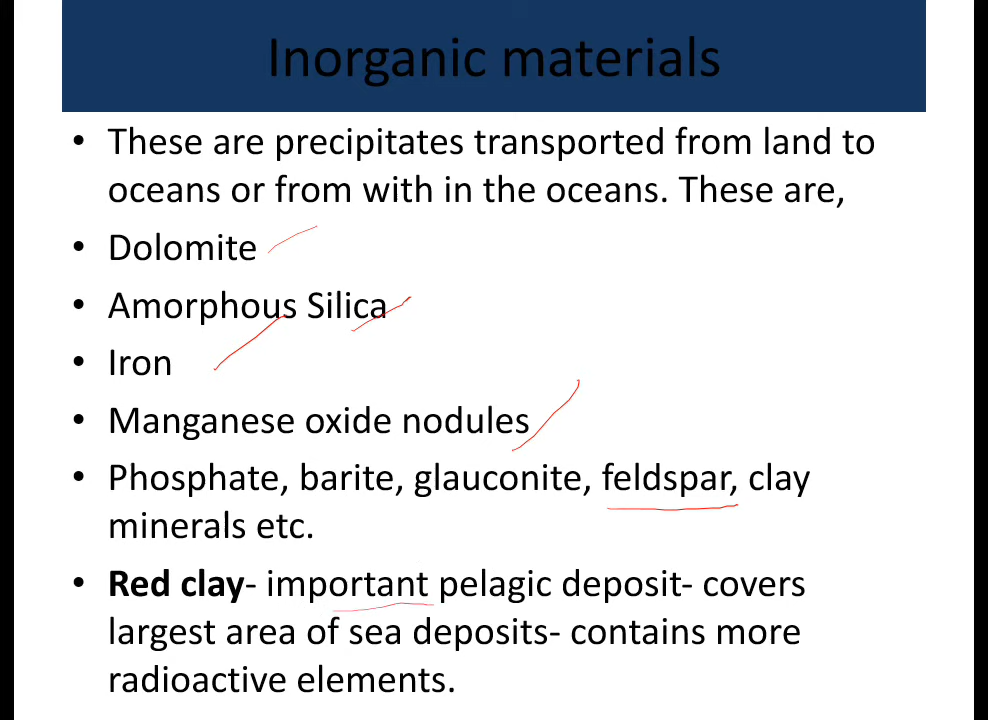 Inorganic materials
• These are precipitates transported from land to
oceans or from with in the oceans. These are,
• Dolomite
• Amorphous Silica
• Iron
• Manganese oxide nodules
• Phosphate, barite, glauconite, feldspar, clay
minerals etc.
• Red clay- important pelagic deposit- covers
largest area of sea deposits- contains more
radioactive elements.